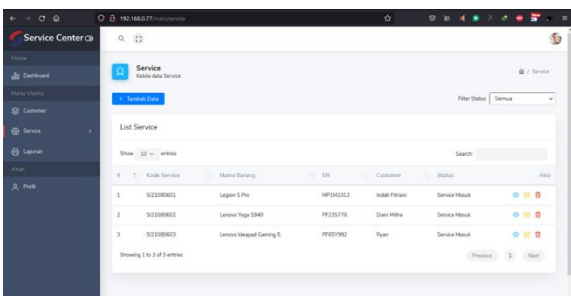 192.168.0.77/main/service
Service Center
Home
Dashboard
Menu Utama
Customer
Service
Laporan
Akun
Profil
Service
Kelola data Service
/ Service
+ Tambah Data
Filter Status
Semua
List Service
Show 10 entries
Search:
# Kode Service Nama Barang SN Customer Status Aksi
1 SI21080601 Legion 5 Pro MP1M2312 Indah Fitriani Service Masuk
2 SI21080602 Lenovo Yoga S940 PF235776 Diani Mitha Service Masuk
3 SI21080603 Lenovo Ideapad Gaming 5 PF65Y992 Ryan Service Masuk
Showing 1 to 3 of 3 entries
Previous 1 Next